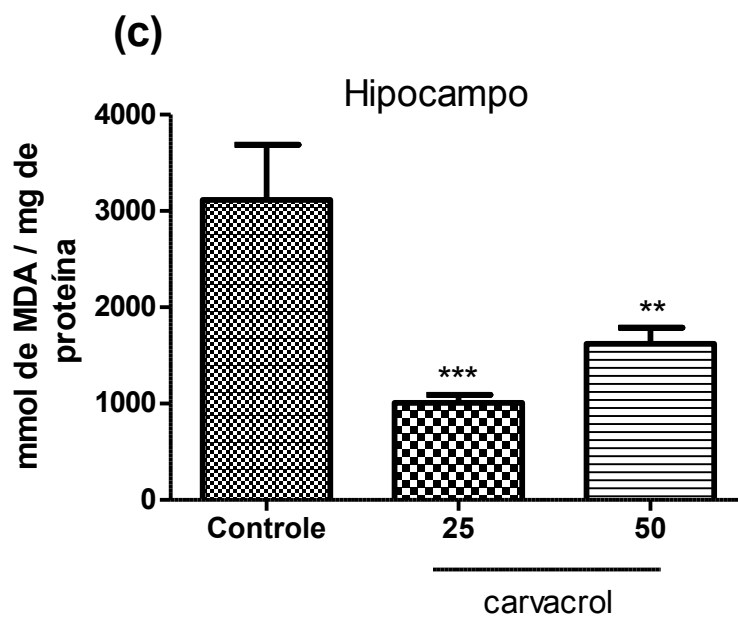 (c)
Hipocampo
mmol de MDA / mg de
proteína
4000
3000
2000
1000
0
***
**
Controle
25
50
carvacrol